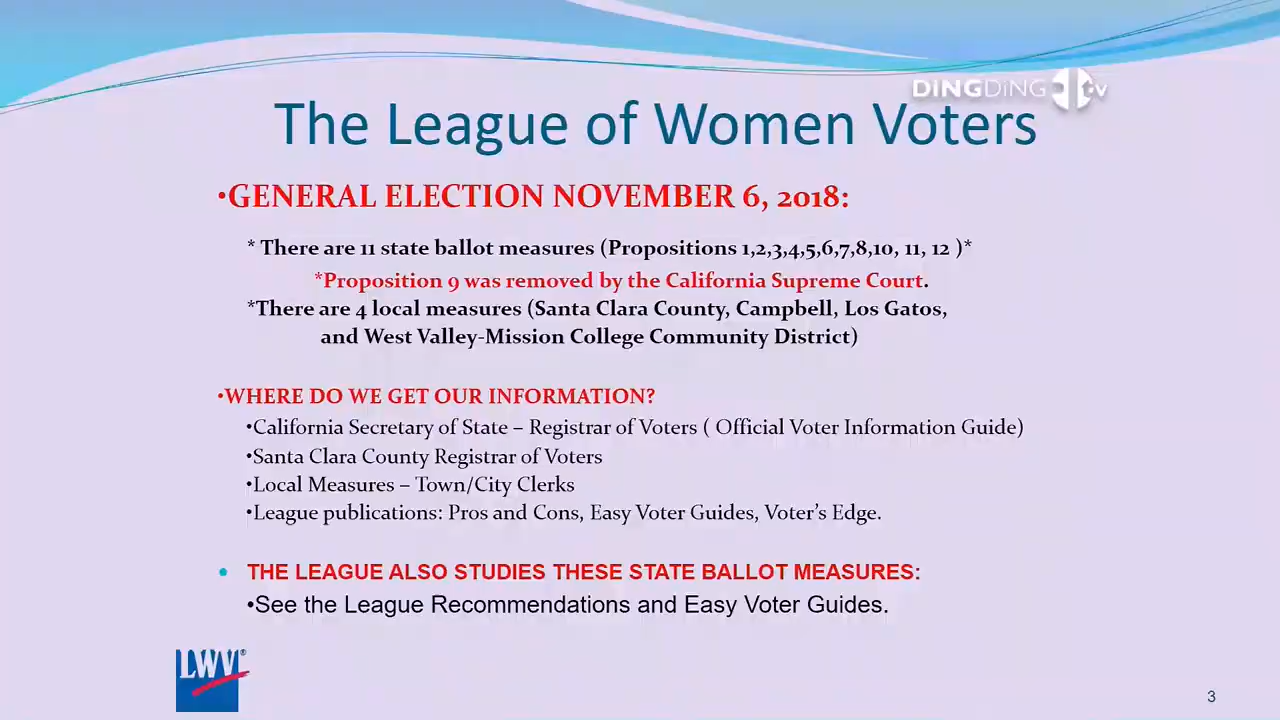 DINGDING TV
The League of Women Voters
•GENERAL ELECTION NOVEMBER 6, 2018:
* There are 11 state ballot measures (Propositions 1,2,3,4,5,6,7,8,10, 11, 12 )*
*Proposition 9 was removed by the California Supreme Court.
*There are 4 local measures (Santa Clara County, Campbell, Los Gatos,
and West Valley-Mission College Community District)
•WHERE DO WE GET OUR INFORMATION?
•California Secretary of State – Registrar of Voters ( Official Voter Information Guide)
•Santa Clara County Registrar of Voters
•Local Measures – Town/City Clerks
•League publications: Pros and Cons, Easy Voter Guides, Voter’s Edge.
• THE LEAGUE ALSO STUDIES THESE STATE BALLOT MEASURES:
•See the League Recommendations and Easy Voter Guides.
LWV®
3